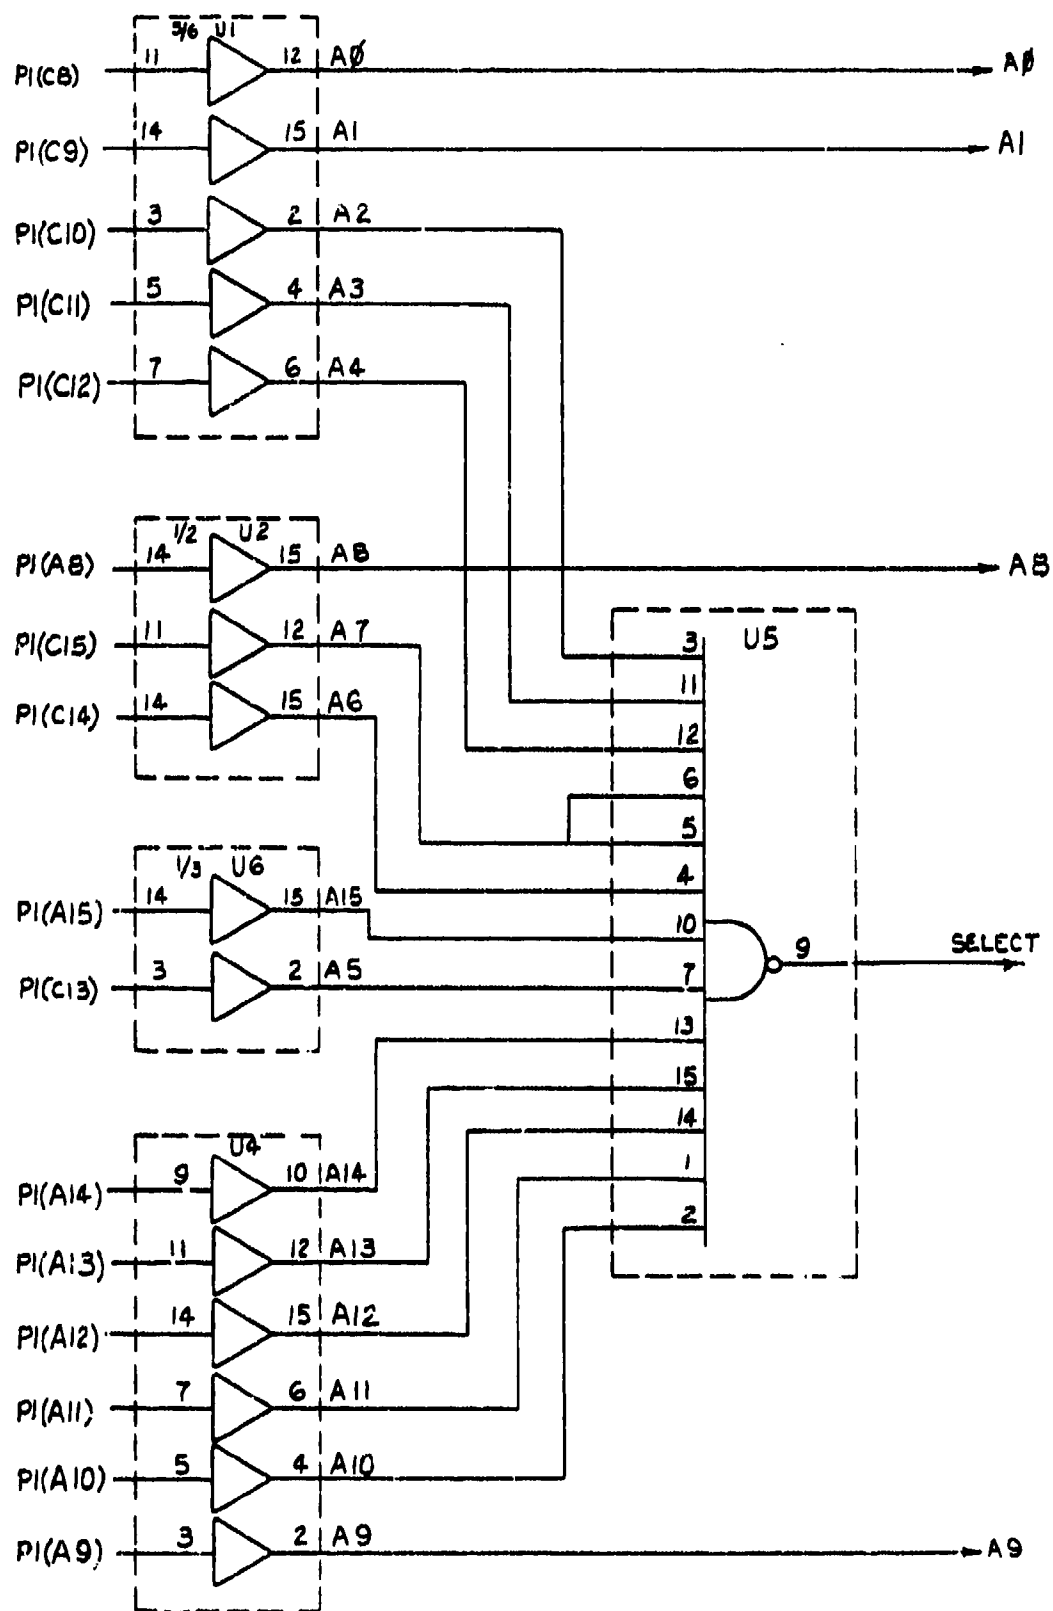 5/6 U1
P1(C8) 11 12 AØ AØ
P1(C9) 14 15 A1 A1
P1(C10) 3 2 A2
P1(C11) 5 4 A3
P1(C12) 7 6 A4
1/2 U2
P1(A8) 14 15 A8 A8
P1(C15) 11 12 A7
P1(C14) 14 15 A6
U5
3
11
12
6
5
4
10
7
13
15
14
1
2
9 SELECT
1/3 U6
P1(A15) 14 15 A15
P1(C13) 3 2 A5
U4
P1(A14) 9 10 A14
P1(A13) 11 12 A13
P1(A12) 14 15 A12
P1(A11) 7 6 A11
P1(A10) 5 4 A10
P1(A9) 3 2 A9 A9